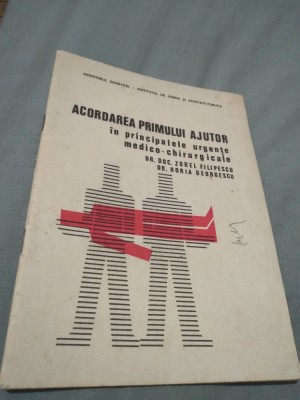 MINISTERUL SĂNĂTĂȚII - INSTITUTUL DE IGIENĂ ȘI SĂNĂTATE PUBLICĂ
ACORDAREA PRIMULUI AJUTOR
în principalele urgențe
medico-chirurgicale
DR. DOC. ZOREL FILIPESCU
DR. HORIA GEORGESCU